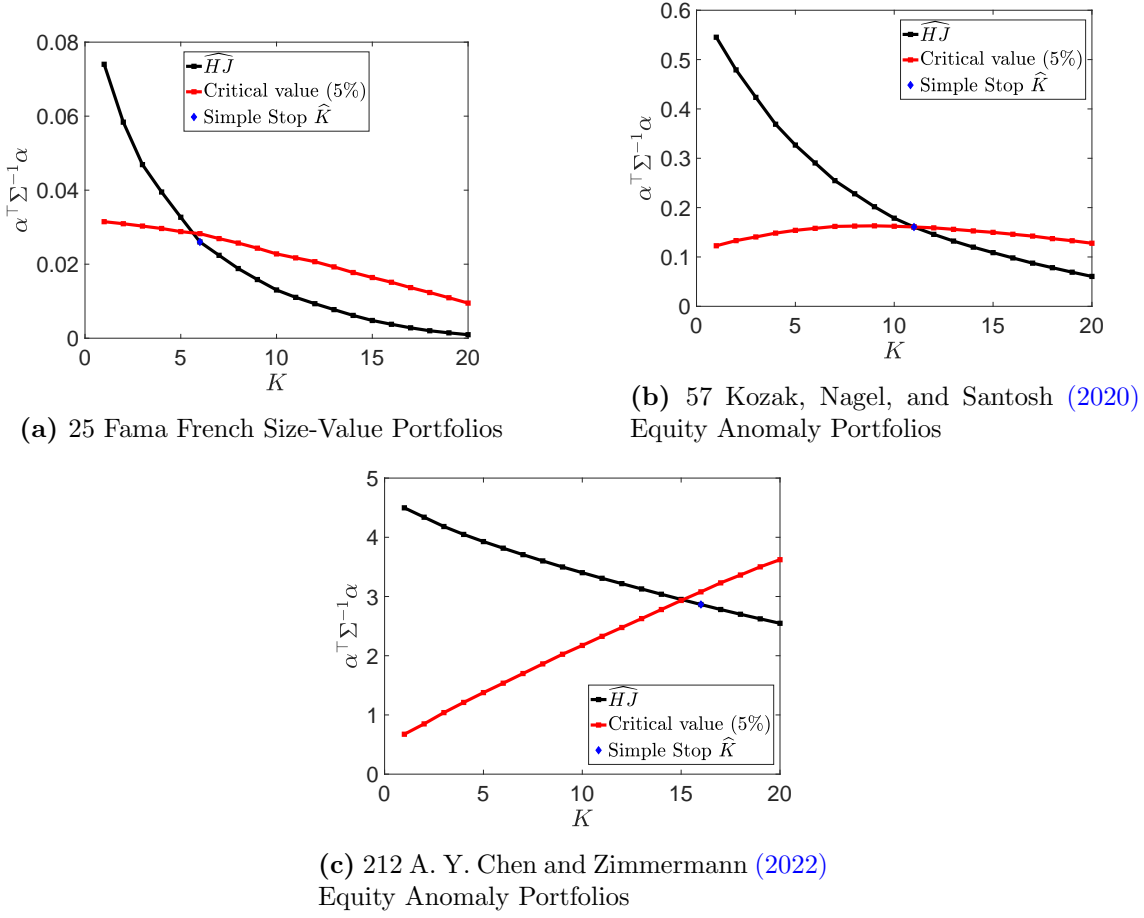 0.08
0.06
0.04
0.02
0
α⊤Σ−1α
0 5 10 15 20
K
ĤJ
Critical value (5%)
Simple Stop K̂
(a) 25 Fama French Size-Value Portfolios
0.6
0.5
0.4
0.3
0.2
0.1
0
α⊤Σ−1α
0 5 10 15 20
K
ĤJ
Critical value (5%)
Simple Stop K̂
(b) 57 Kozak, Nagel, and Santosh (2020)
Equity Anomaly Portfolios
5
4
3
2
1
0
α⊤Σ−1α
0 5 10 15 20
K
ĤJ
Critical value (5%)
Simple Stop K̂
(c) 212 A. Y. Chen and Zimmermann (2022)
Equity Anomaly Portfolios